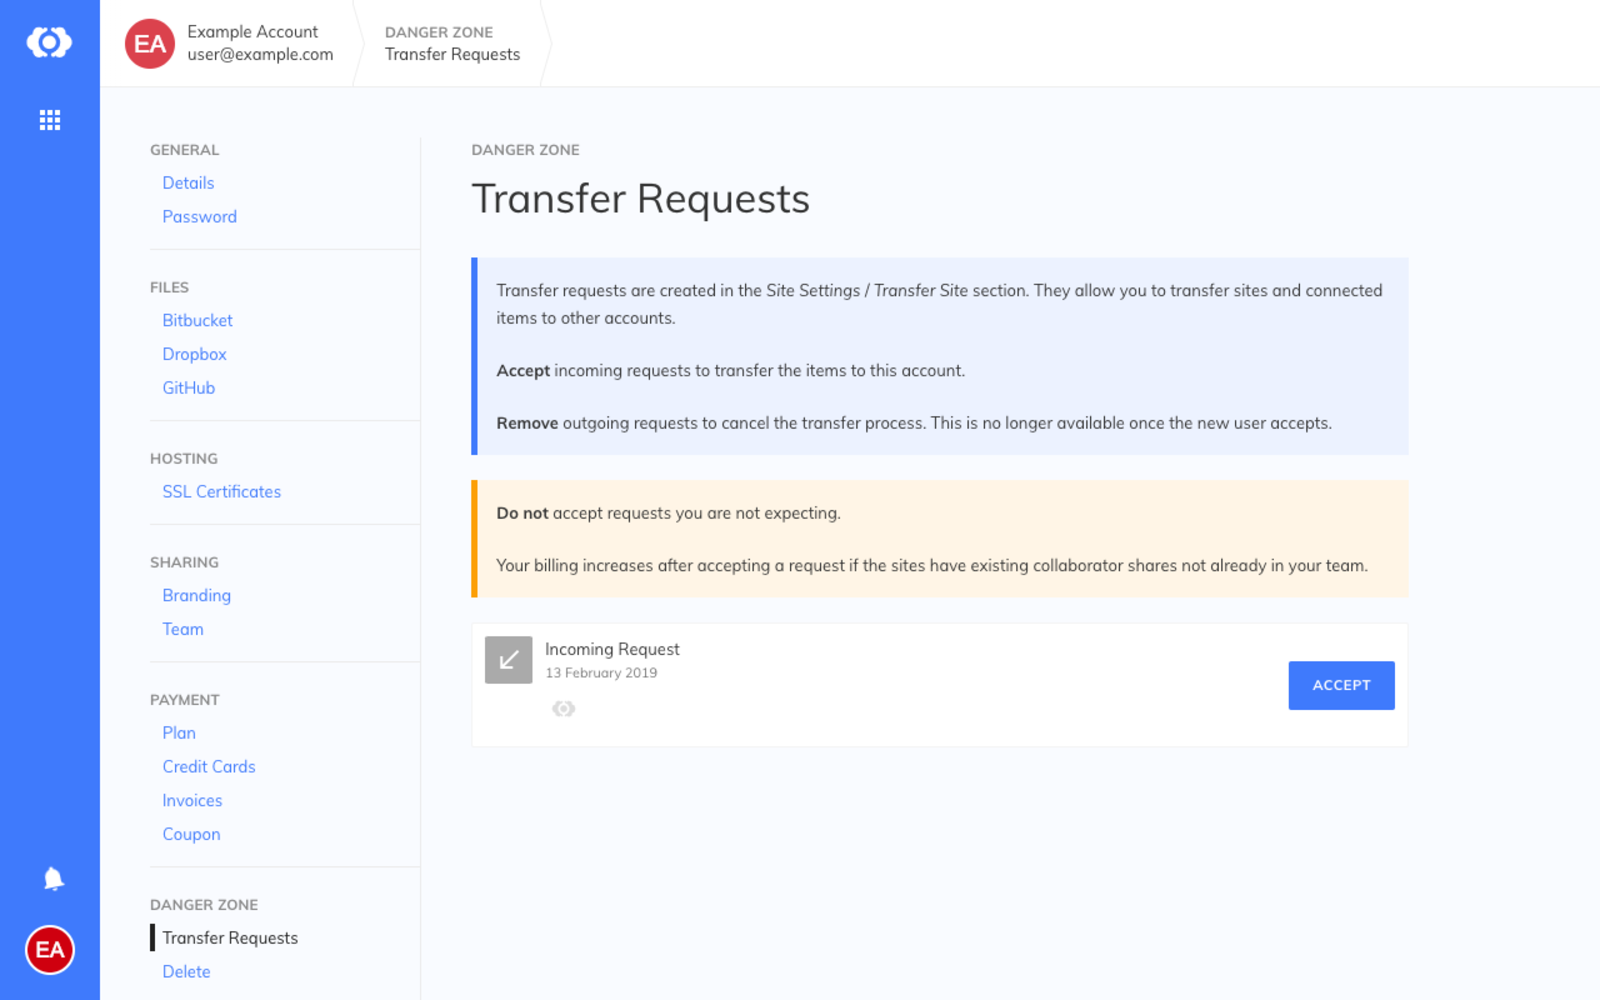 EA
Example Account
user@example.com
DANGER ZONE
Transfer Requests
GENERAL
Details
Password
FILES
Bitbucket
Dropbox
GitHub
HOSTING
SSL Certificates
SHARING
Branding
Team
PAYMENT
Plan
Credit Cards
Invoices
Coupon
DANGER ZONE
Transfer Requests
Delete
EA
DANGER ZONE
Transfer Requests
Transfer requests are created in the Site Settings / Transfer Site section. They allow you to transfer sites and connected
items to other accounts.
Accept incoming requests to transfer the items to this account.
Remove outgoing requests to cancel the transfer process. This is no longer available once the new user accepts.
Do not accept requests you are not expecting.
Your billing increases after accepting a request if the sites have existing collaborator shares not already in your team.
Incoming Request
13 February 2019
ACCEPT